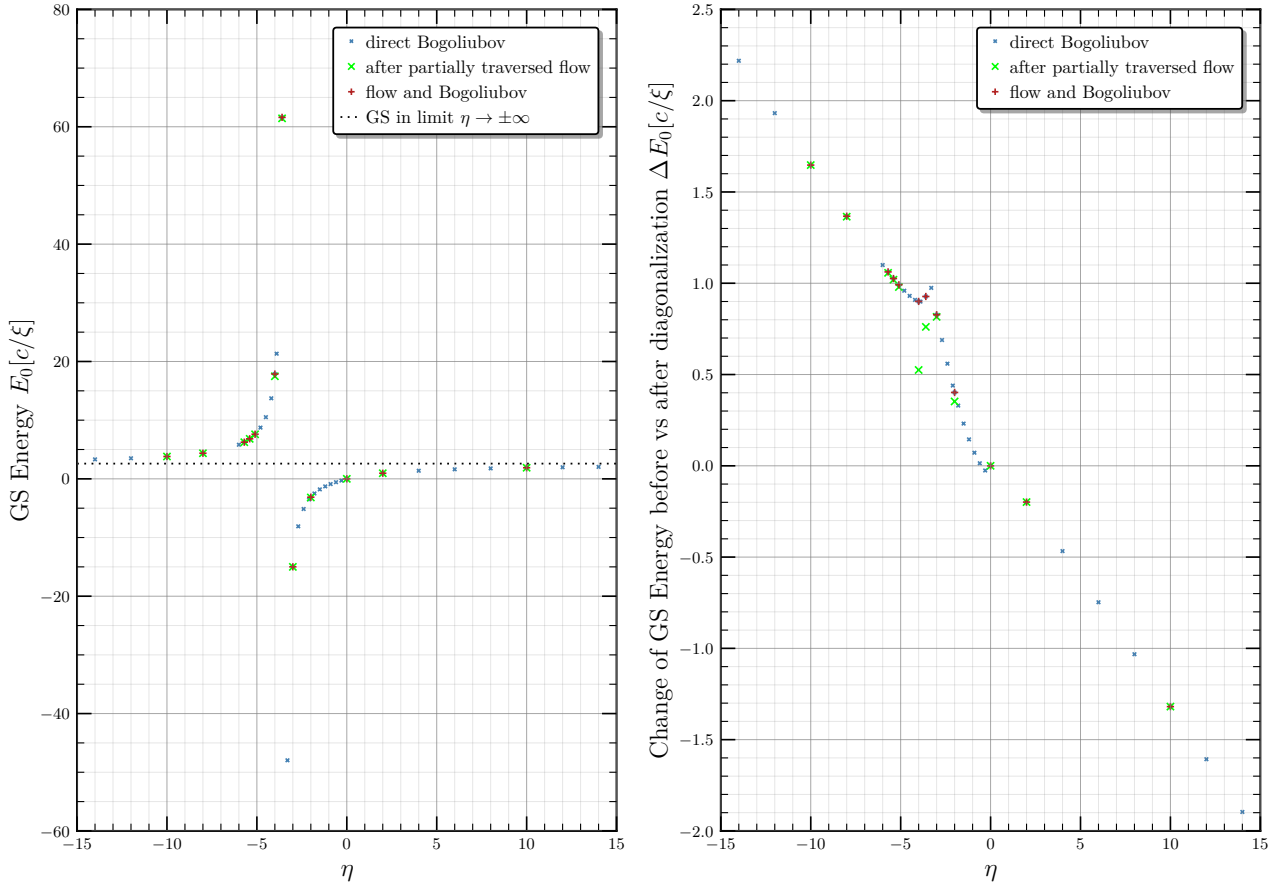 80
60
40
20
0
−20
−40
−60
−15
−10
−5
0
5
10
15
η
GS Energy E₀[c/ξ]
direct Bogoliubov
after partially traversed flow
flow and Bogoliubov
GS in limit η → ±∞
2.5
2.0
1.5
1.0
0.5
0.0
−0.5
−1.0
−1.5
−2.0
−15
−10
−5
0
5
10
15
η
Change of GS Energy before vs after diagonalization ΔE₀[c/ξ]
direct Bogoliubov
after partially traversed flow
flow and Bogoliubov